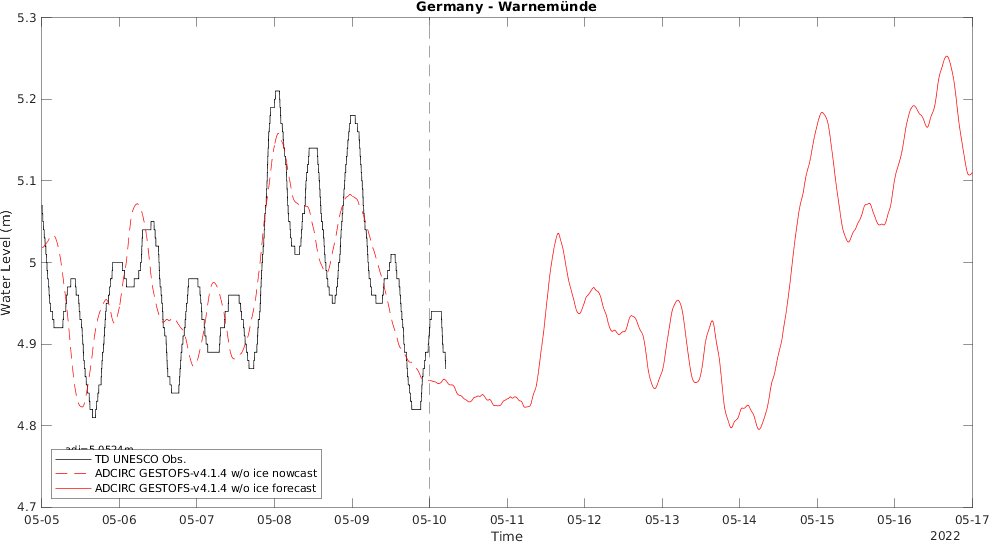 Germany - Warnemünde
5.3
5.2
5.1
5
4.9
4.8
4.7
Water Level (m)
TD UNESCO Obs.
ADCIRC GESTOFS-v4.1.4 w/o ice nowcast
ADCIRC GESTOFS-v4.1.4 w/o ice forecast
05-05 05-06 05-07 05-08 05-09 05-10 05-11 05-12 05-13 05-14 05-15 05-16 05-17
Time
2022